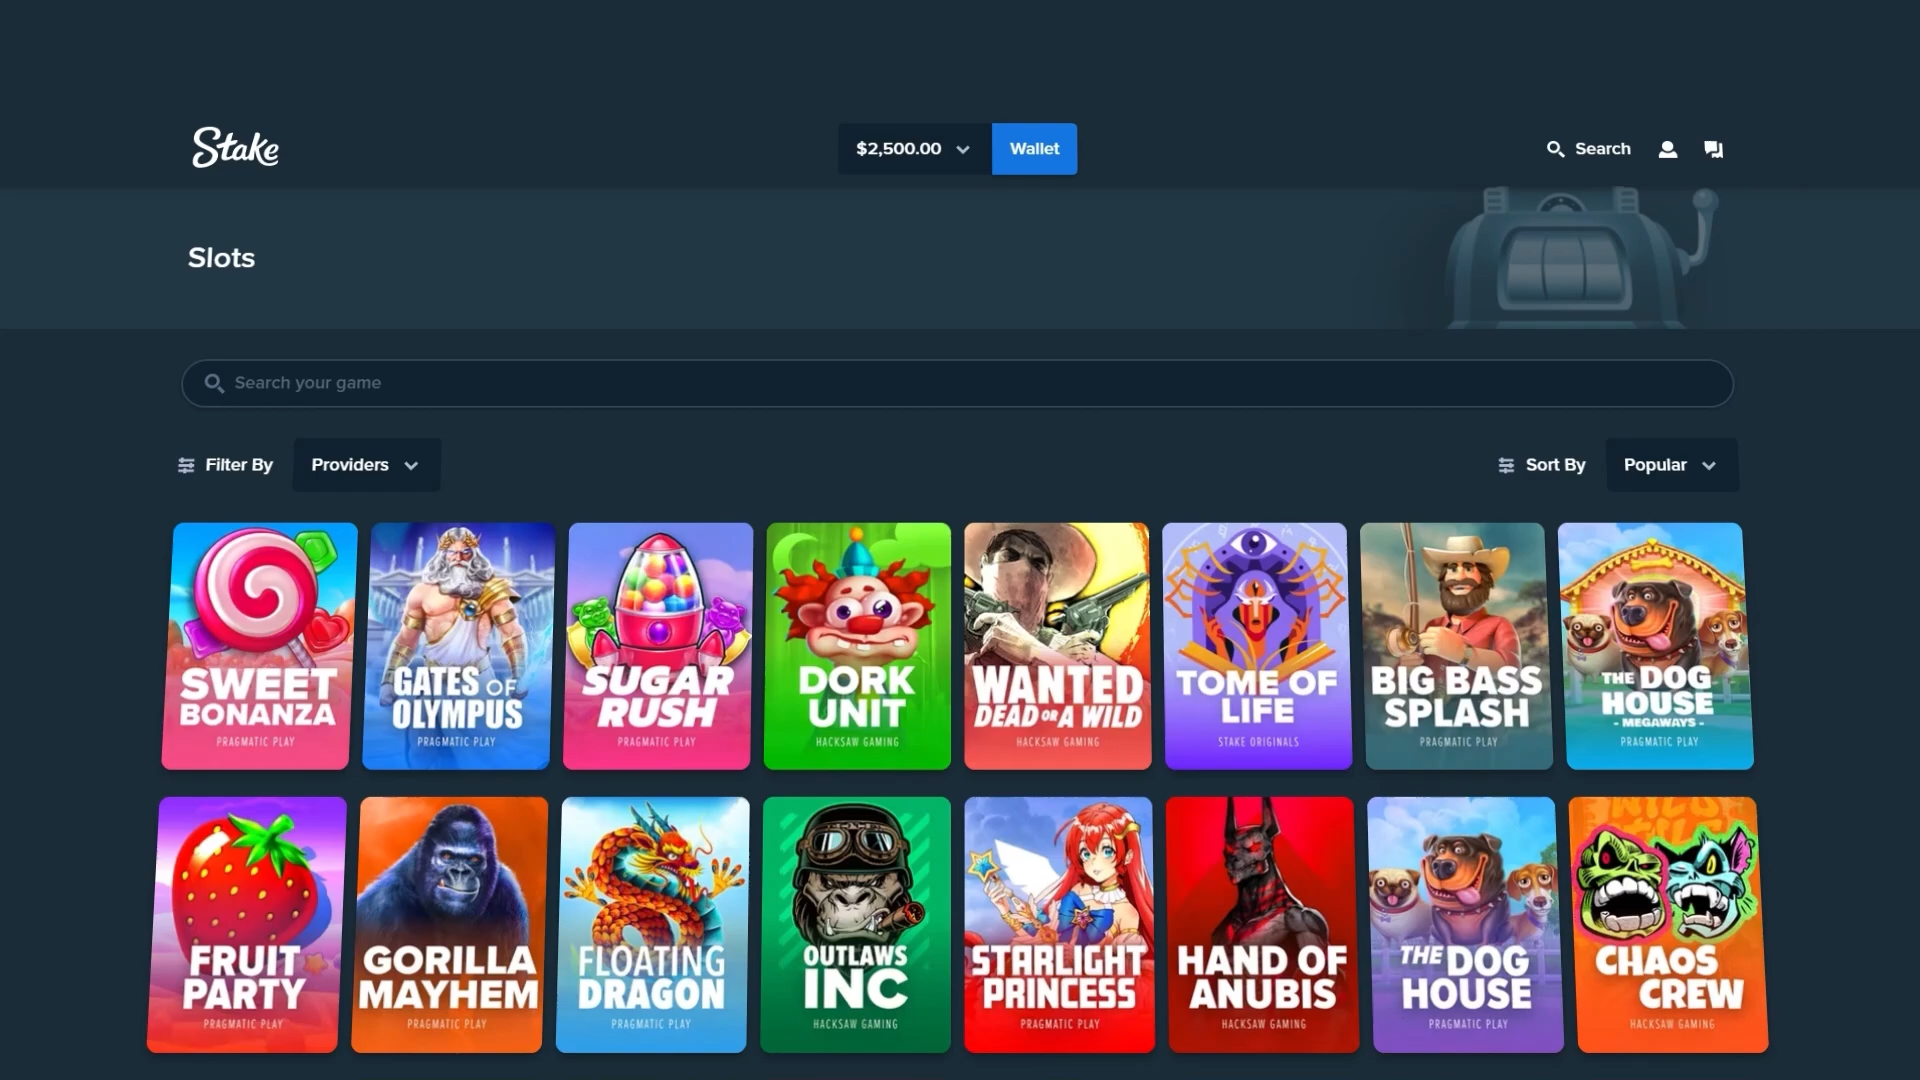 Stake
$2,500.00
Wallet
Search
Slots
Search your game
Filter By
Providers
Sort By
Popular
SWEET
BONANZA
PRAGMATIC PLAY
GATES OF
OLYMPUS
PRAGMATIC PLAY
SUGAR
RUSH
PRAGMATIC PLAY
DORK
UNIT
HACKSAW GAMING
WANTED
DEAD OR A WILD
HACKSAW GAMING
TOME OF
LIFE
STAKE ORIGINALS
BIG BASS
SPLASH
PRAGMATIC PLAY
THE DOG
HOUSE
- MEGAWAYS -
PRAGMATIC PLAY
FRUIT
PARTY
PRAGMATIC PLAY
GORILLA
MAYHEM
PRAGMATIC PLAY
FLOATING
DRAGON
PRAGMATIC PLAY
OUTLAWS
INC
HACKSAW GAMING
STARLIGHT
PRINCESS
PRAGMATIC PLAY
HAND OF
ANUBIS
HACKSAW GAMING
THE DOG
HOUSE
PRAGMATIC PLAY
CHAOS
CREW
HACKSAW GAMING